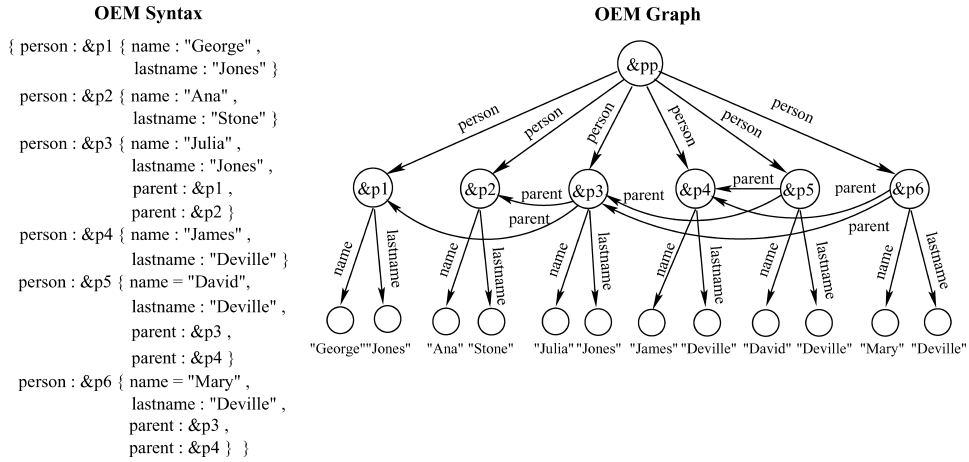 OEM Syntax
{ person : &p1 { name : "George" ,
lastname : "Jones" }
person : &p2 { name : "Ana" ,
lastname : "Stone" }
person : &p3 { name : "Julia" ,
lastname : "Jones" ,
parent : &p1 ,
parent : &p2 }
person : &p4 { name : "James" ,
lastname : "Deville" }
person : &p5 { name = "David",
lastname : "Deville" ,
parent : &p3 ,
parent : &p4 }
person : &p6 { name = "Mary" ,
lastname : "Deville" ,
parent : &p3 ,
parent : &p4 } }
OEM Graph
&pp
person person person person person person
&p1 &p2 &p3 &p4 &p5 &p6
parent parent parent parent parent parent
name lastname name lastname name lastname name lastname name lastname name lastname
"George" "Jones" "Ana" "Stone" "Julia" "Jones" "James" "Deville" "David" "Deville" "Mary" "Deville"